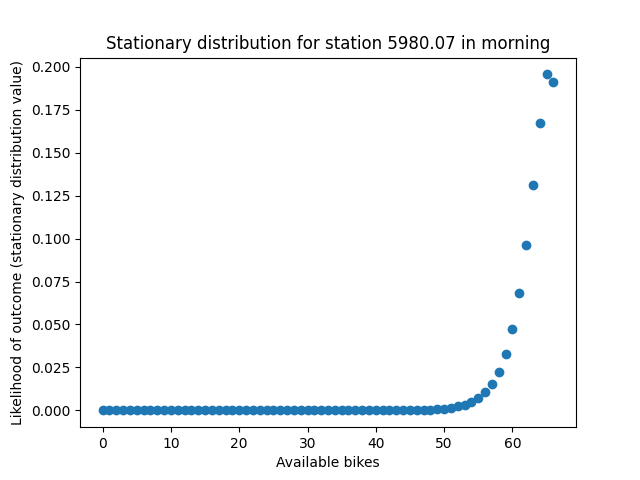 Stationary distribution for station 5980.07 in morning
Likelihood of outcome (stationary distribution value)
0.200
0.175
0.150
0.125
0.100
0.075
0.050
0.025
0.000
0 10 20 30 40 50 60
Available bikes